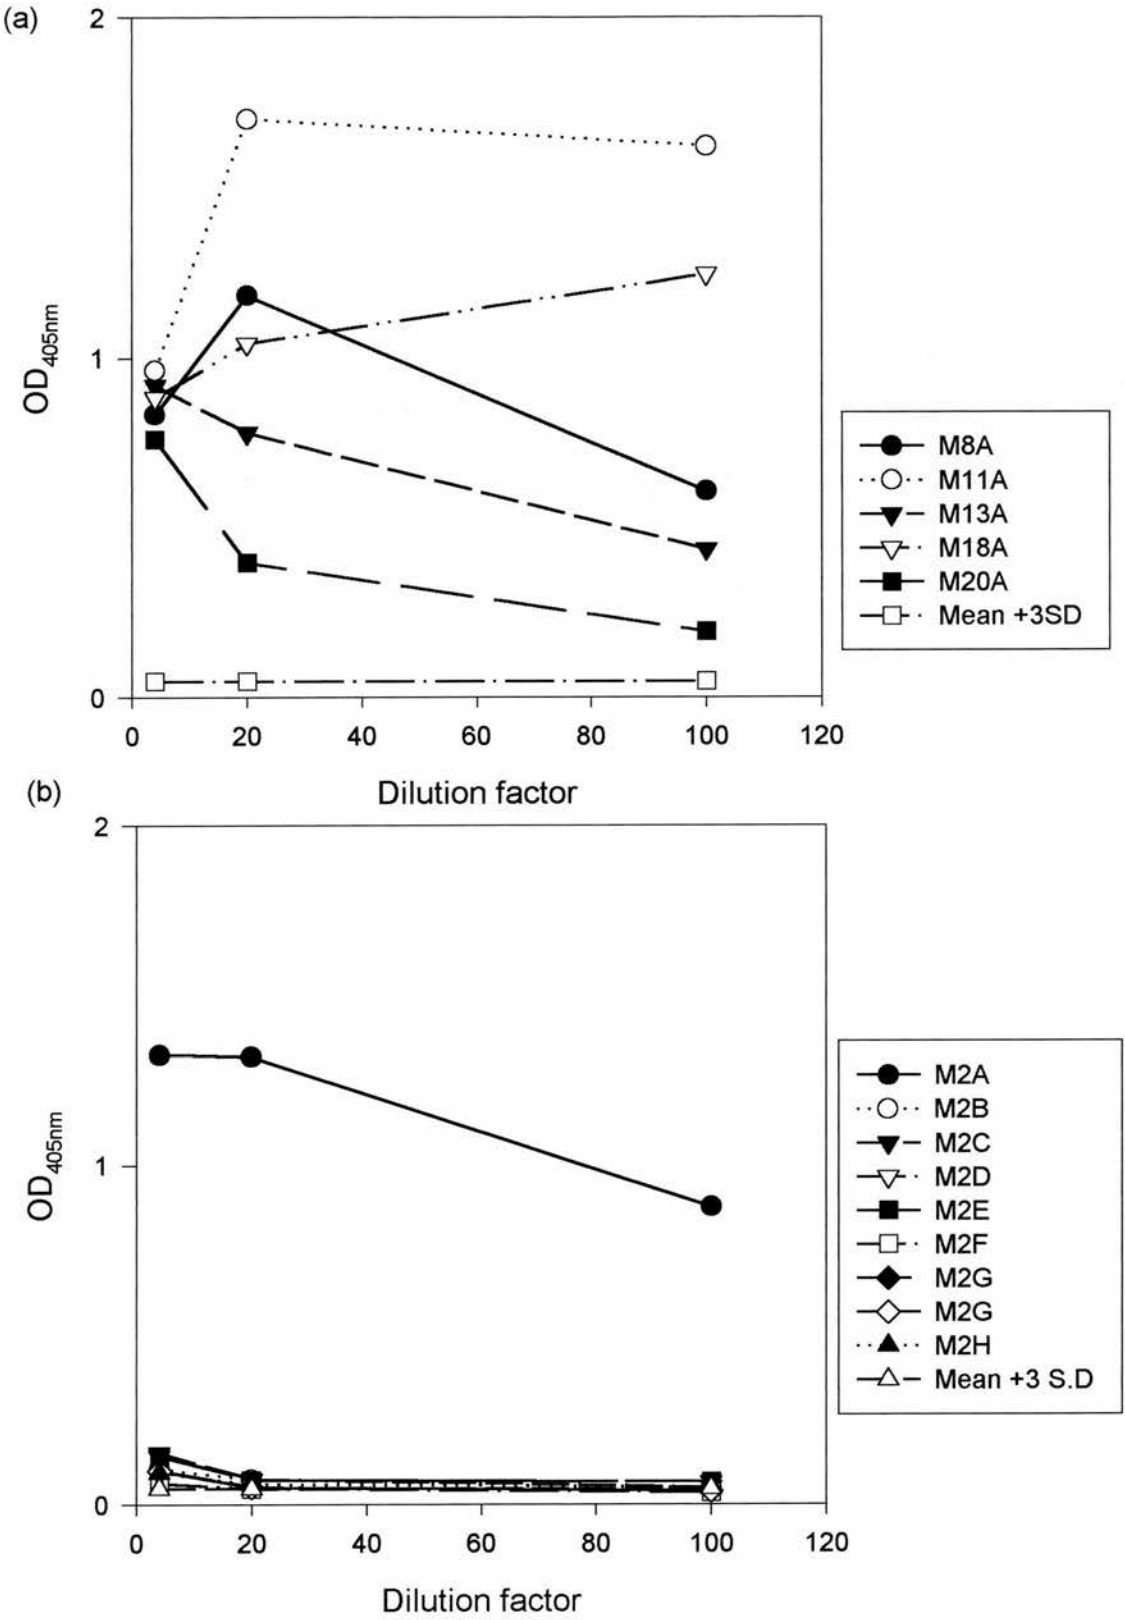 (a)
2
1
0
OD405nm
0 20 40 60 80 100 120
Dilution factor
M8A
M11A
M13A
M18A
M20A
Mean +3SD
(b)
2
1
0
OD405nm
0 20 40 60 80 100 120
Dilution factor
M2A
M2B
M2C
M2D
M2E
M2F
M2G
M2G
M2H
Mean +3 S.D